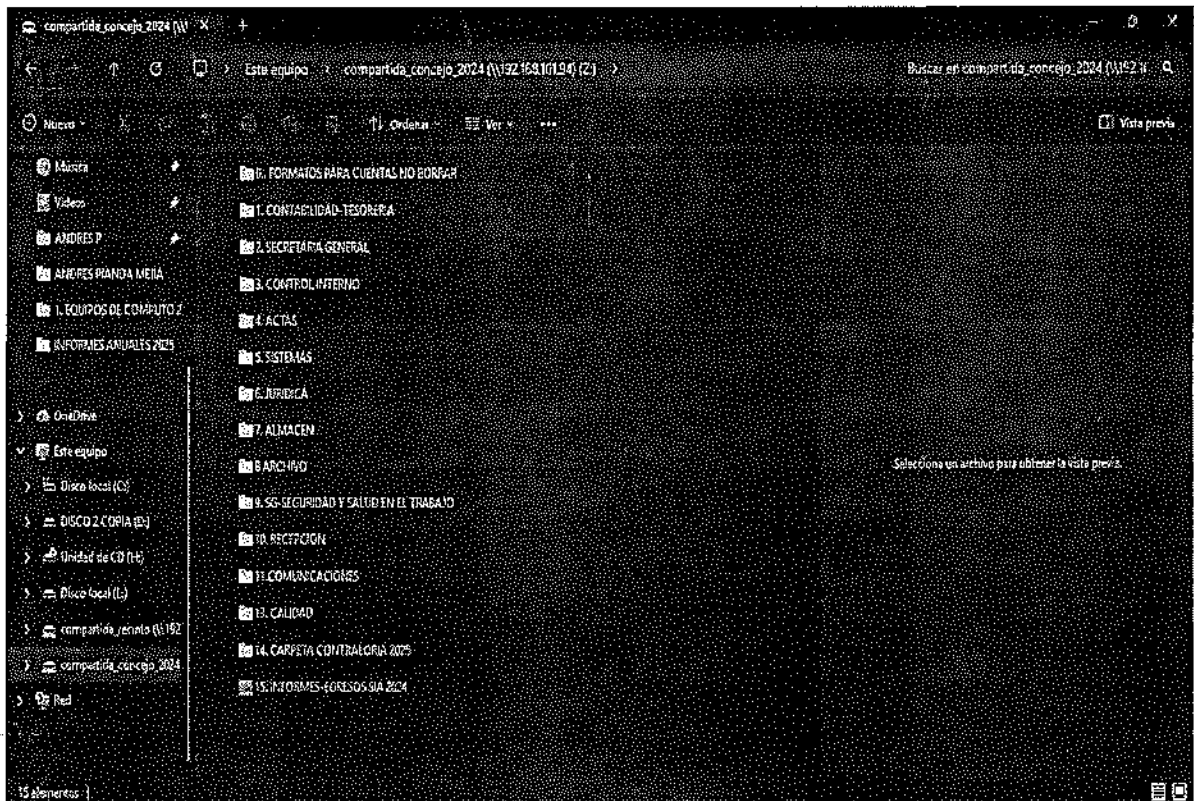 compartida_concejo_2024 (\\
Este equipo > compartida_concejo_2024 (\\192.168.101.94) (Z:) >
Buscar en compartida_concejo_2024 (\\192.1
Nuevo
Ordenar
Ver
Vista previa
Música
Videos
ANDRES P
ANDRES PIANDA MEJIA
1. EQUIPOS DE COMPUTO 2
INFORMES ANUALES 2025
OneDrive
Este equipo
Disco local (C:)
DISCO 2 COPIA (D:)
Unidad de CD (H:)
Disco local (I:)
compartida_recinto (\\192
compartida_concejo_2024
Red
FORMATOS PARA CUENTAS NO BORRAR
1. CONTABILIDAD-TESORERIA
2. SECRETARIA GENERAL
3. CONTROL INTERNO
4. ACTAS
5. SISTEMAS
6. JURIDICA
7. ALMACEN
8 ARCHIVO
9. SG-SEGURIDAD Y SALUD EN EL TRABAJO
10. RECEPCION
11.COMUNICACIONES
13. CALIDAD
14. CARPETA CONTRALORIA 2025
15. INFORMES-EGRESOS SIA 2024
Selecciona un archivo para obtener la vista previa.
15 elementos